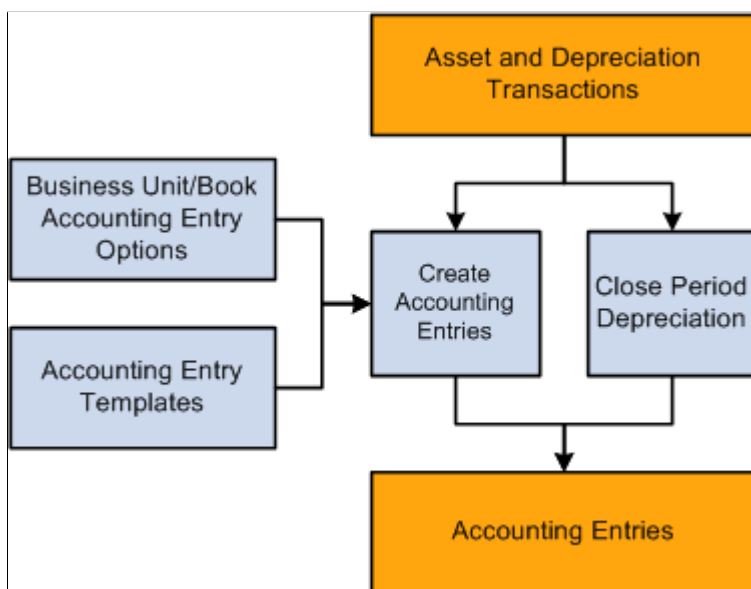 Asset and Depreciation
Transactions
Business Unit/Book
Accounting Entry
Options
Create
Accounting
Entries
Close Period
Depreciation
Accounting Entry
Templates
Accounting Entries